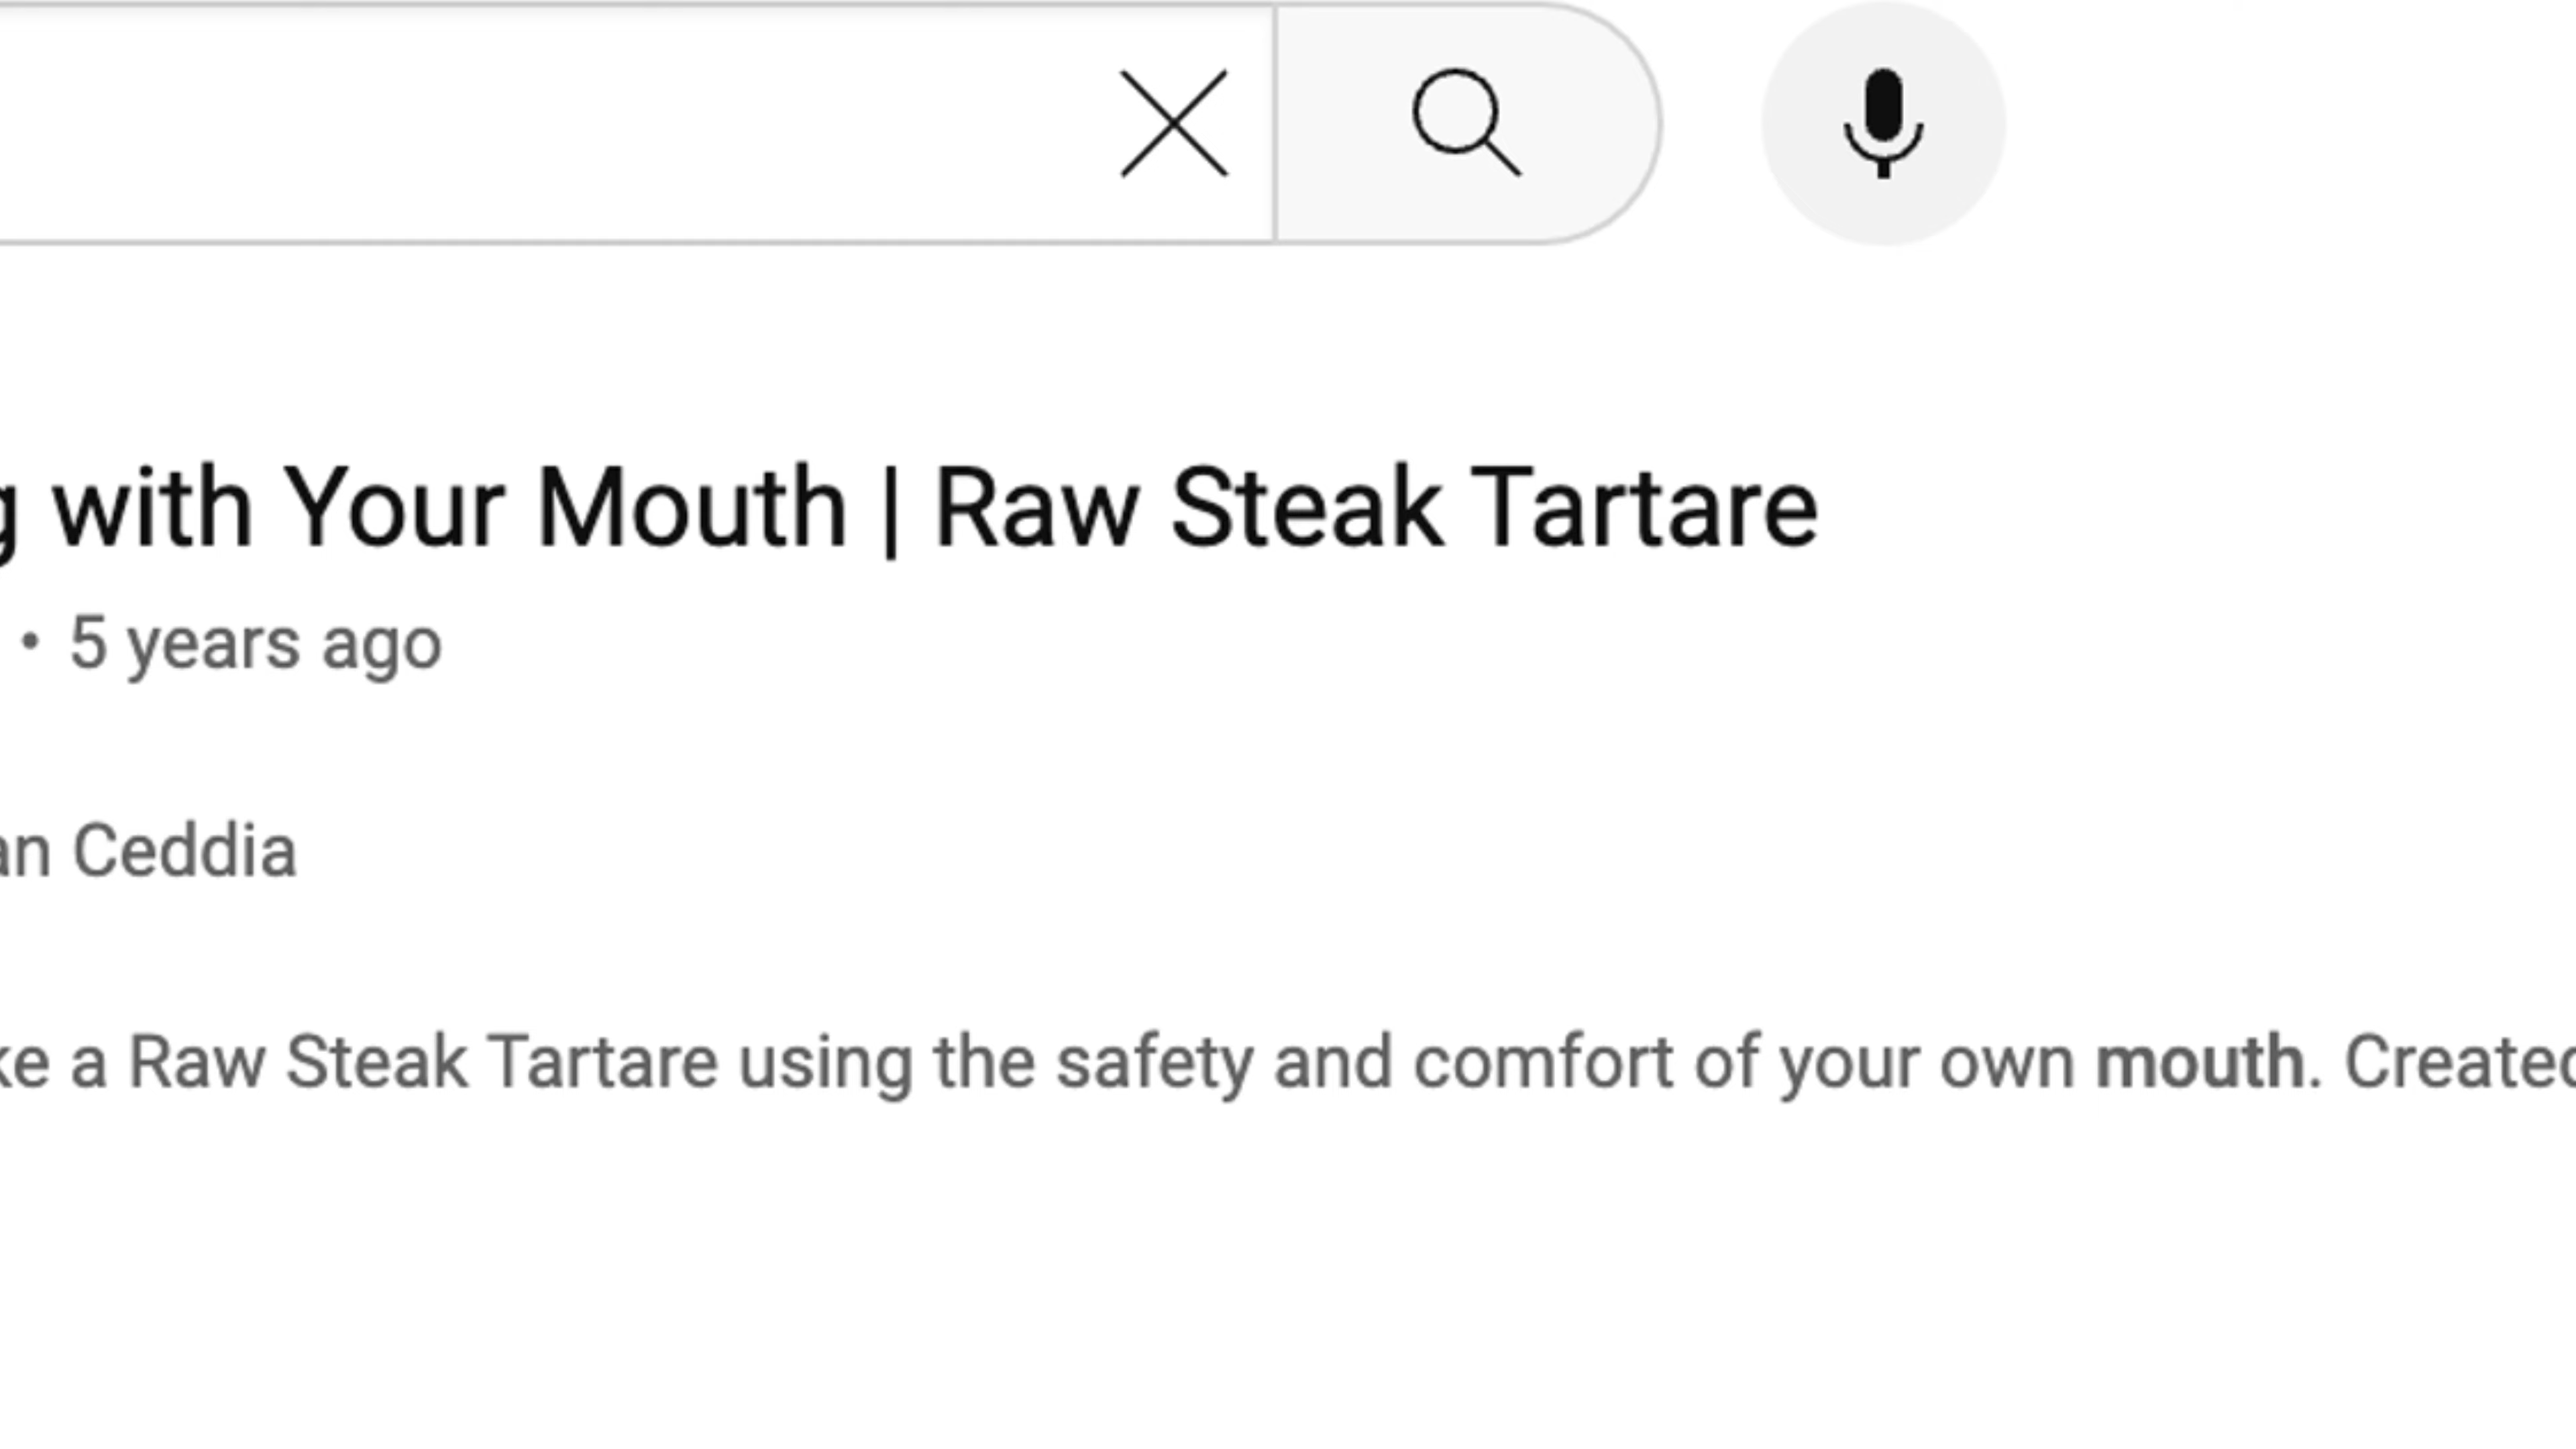 g with Your Mouth | Raw Steak Tartare
• 5 years ago
an Ceddia
ke a Raw Steak Tartare using the safety and comfort of your own mouth. Created